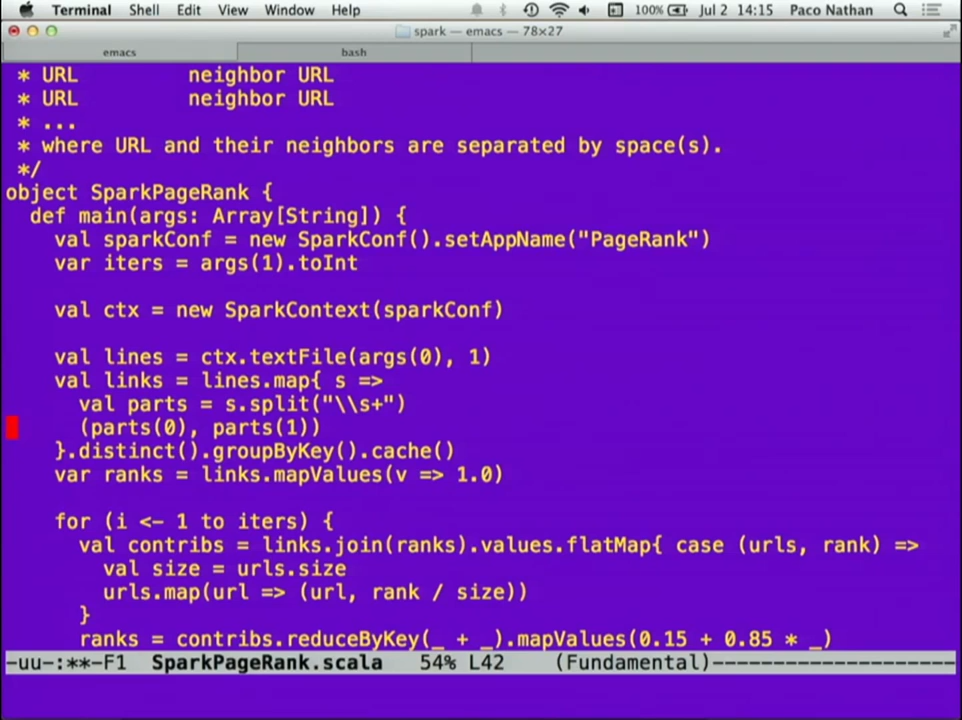 Terminal Shell Edit View Window Help 100% Jul 2 14:15 Paco Nathan
spark — emacs — 78×27
emacs bash
* URL         neighbor URL
* URL         neighbor URL
* ...
* where URL and their neighbors are separated by space(s).
*/
object SparkPageRank {
  def main(args: Array[String]) {
    val sparkConf = new SparkConf().setAppName("PageRank")
    var iters = args(1).toInt
    val ctx = new SparkContext(sparkConf)
    val lines = ctx.textFile(args(0), 1)
    val links = lines.map{ s =>
      val parts = s.split("\\s+")
      (parts(0), parts(1))
    }.distinct().groupByKey().cache()
    var ranks = links.mapValues(v => 1.0)
    for (i <- 1 to iters) {
      val contribs = links.join(ranks).values.flatMap{ case (urls, rank) =>
        val size = urls.size
        urls.map(url => (url, rank / size))
      }
      ranks = contribs.reduceByKey(_ + _).mapValues(0.15 + 0.85 * _)
-uu-:**-F1  SparkPageRank.scala   54% L42    (Fundamental)--------------------